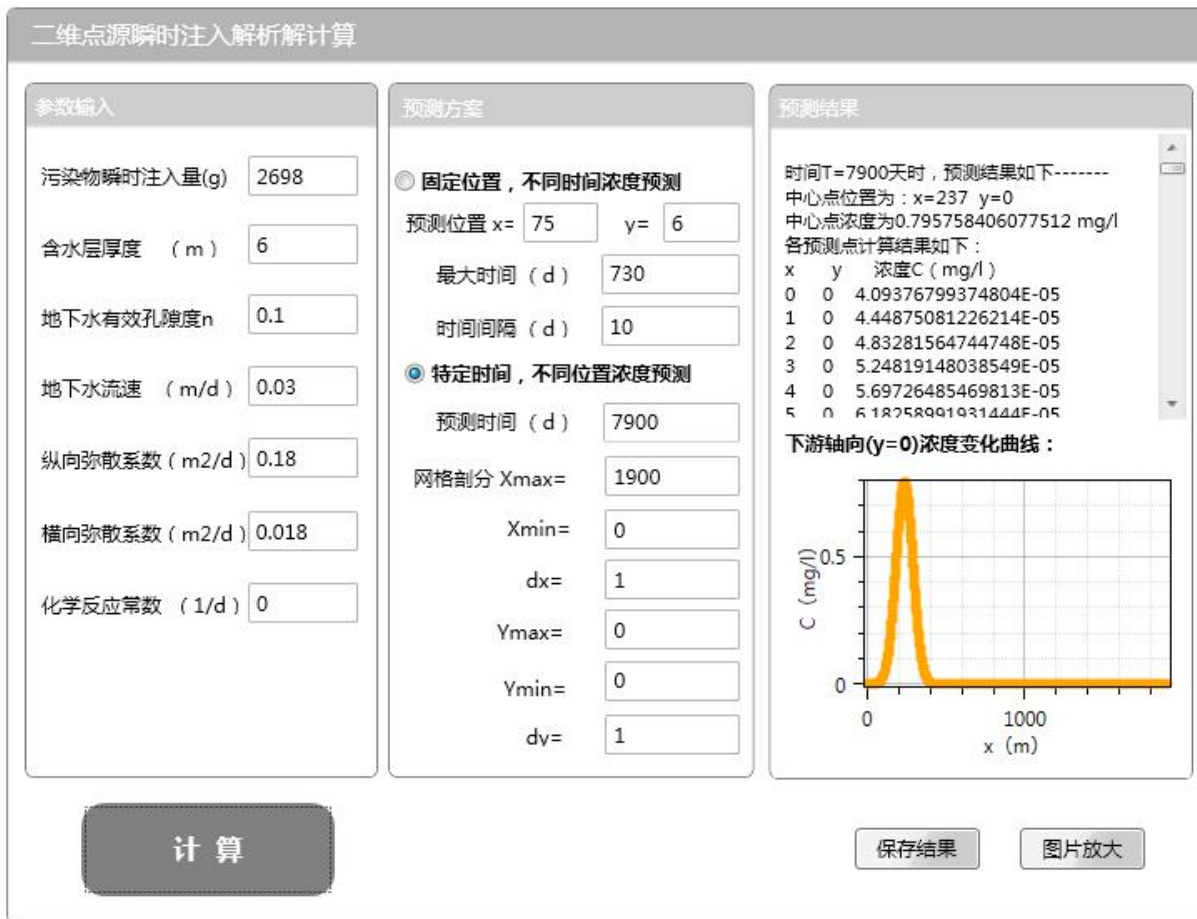 二维点源瞬时注入解析解计算
参数输入
污染物瞬时注入量(g) 2698
含水层厚度 （m） 6
地下水有效孔隙度n 0.1
地下水流速 （m/d） 0.03
纵向弥散系数（m2/d） 0.18
横向弥散系数（m2/d） 0.018
化学反应常数 （1/d） 0
预测方案
固定位置，不同时间浓度预测
预测位置 x= 75 y= 6
最大时间（d） 730
时间间隔（d） 10
特定时间，不同位置浓度预测
预测时间（d） 7900
网格剖分 Xmax= 1900
Xmin= 0
dx= 1
Ymax= 0
Ymin= 0
dy= 1
预测结果
时间T=7900天时，预测结果如下-------
中心点位置为：x=237 y=0
中心点浓度为0.795758406077512 mg/l
各预测点计算结果如下：
x y 浓度C（mg/l）
0 0 4.09376799374804E-05
1 0 4.44875081226214E-05
2 0 4.83281564744748E-05
3 0 5.248191480385­49E-05
4 0 5.69726485469813E-05
5 0 6.18258991931444E-05
下游轴向(y=0)浓度变化曲线：
C（mg/l）
0.5
0
0 1000
x（m）
计 算
保存结果
图片放大